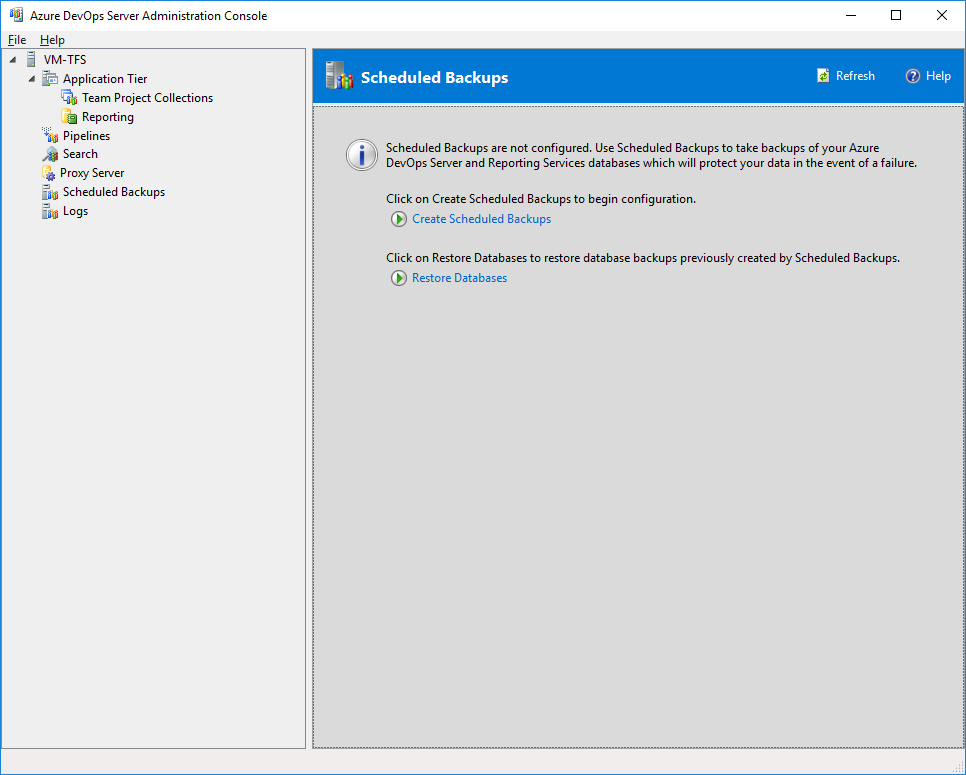 Azure DevOps Server Administration Console
File Help
VM-TFS
Application Tier
Team Project Collections
Reporting
Pipelines
Search
Proxy Server
Scheduled Backups
Logs
Scheduled Backups
Refresh
Help
Scheduled Backups are not configured. Use Scheduled Backups to take backups of your Azure
DevOps Server and Reporting Services databases which will protect your data in the event of a failure.
Click on Create Scheduled Backups to begin configuration.
Create Scheduled Backups
Click on Restore Databases to restore database backups previously created by Scheduled Backups.
Restore Databases